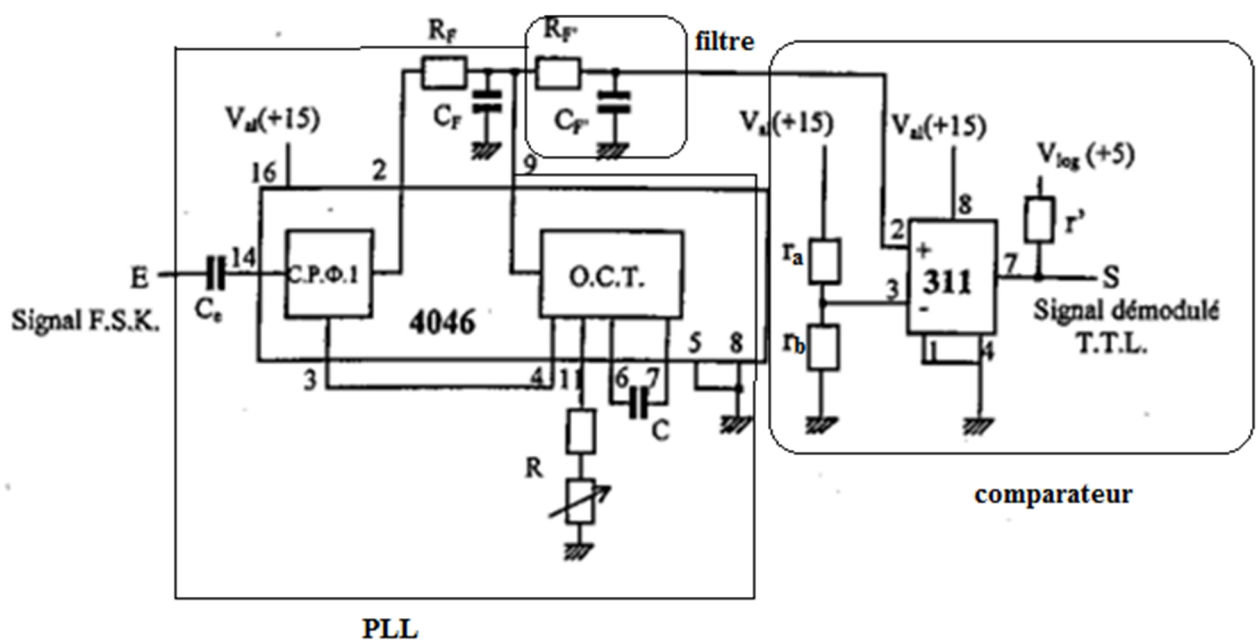 R_F
R_F'
filtre
C_F
C_F'
V_al(+15)
V_al(+15)
V_al(+15)
V_log (+5)
16
2
9
8
r'
E
14
C.P.Φ.1
O.C.T.
r_a
2
+
311
7
S
3
-
C_e
Signal F.S.K.
4046
Signal démodulé
T.T.L.
r_b
5
8
1
4
3
4
11
6
7
C
R
comparateur
PLL